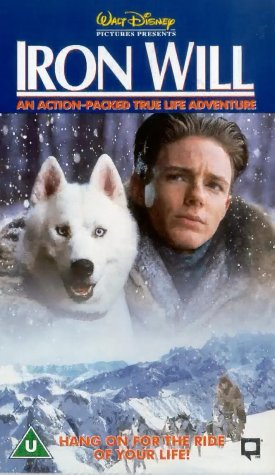 WALT DISNEY
PICTURES PRESENTS
IRON WILL
AN ACTION-PACKED TRUE LIFE ADVENTURE
U
HANG ON FOR THE RIDE
OF YOUR LIFE!